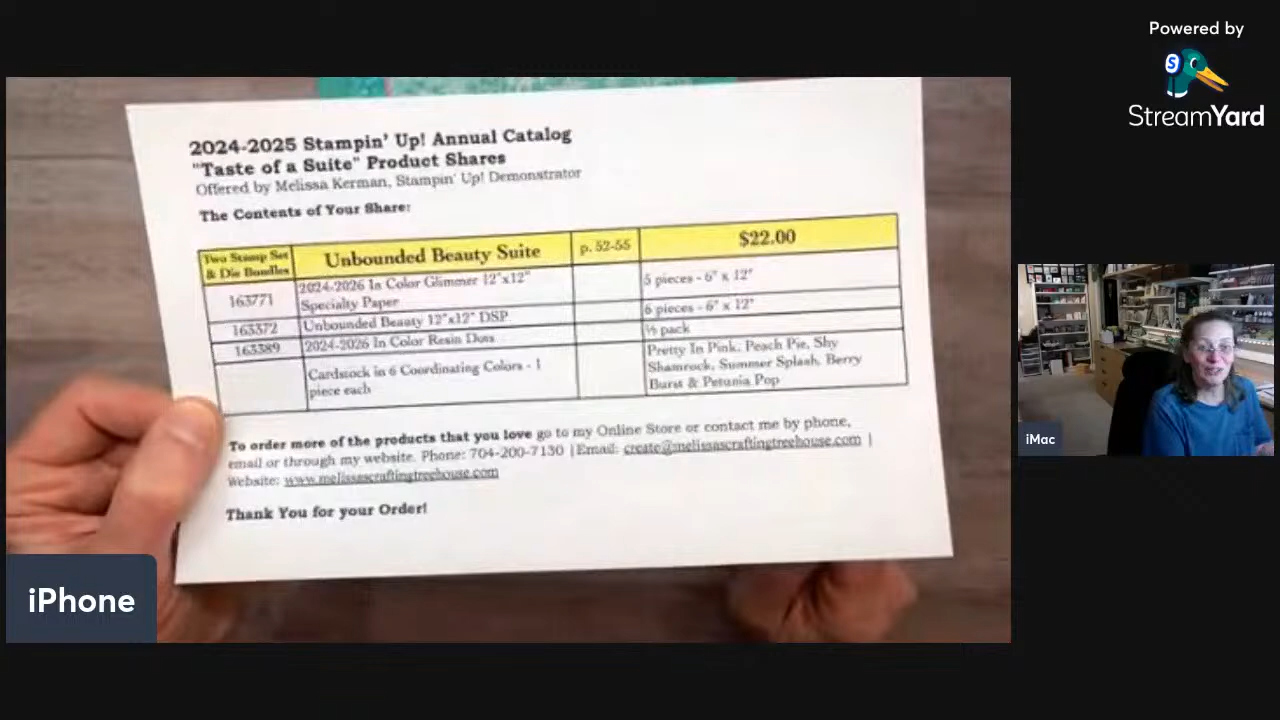 Powered by
StreamYard
2024-2025 Stampin' Up! Annual Catalog
"Taste of a Suite" Product Shares
Offered by Melissa Kerman, Stampin' Up! Demonstrator
The Contents of Your Share:
Two Stamp Set
& Die Bundles
Unbounded Beauty Suite
p. 52-55
$22.00
163771
2024-2026 In Color Glimmer 12"x12"
Specialty Paper
5 pieces - 6" x 12"
163372
Unbounded Beauty 12"x12" DSP
6 pieces - 6" x 12"
163389
2024-2026 In Color Resin Dots
pack
Cardstock in 6 Coordinating Colors - 1
piece each
Pretty In Pink, Peach Pie, Shy
Shamrock, Summer Splash, Berry
Burst & Petunia Pop
To order more of the products that you love go to my Online Store or contact me by phone,
email or through my website. Phone: 704-200-7130 | Email: create@melissascraftingtreehouse.com |
Website: www.melissascraftingtreehouse.com
Thank You for your Order!
iPhone
iMac